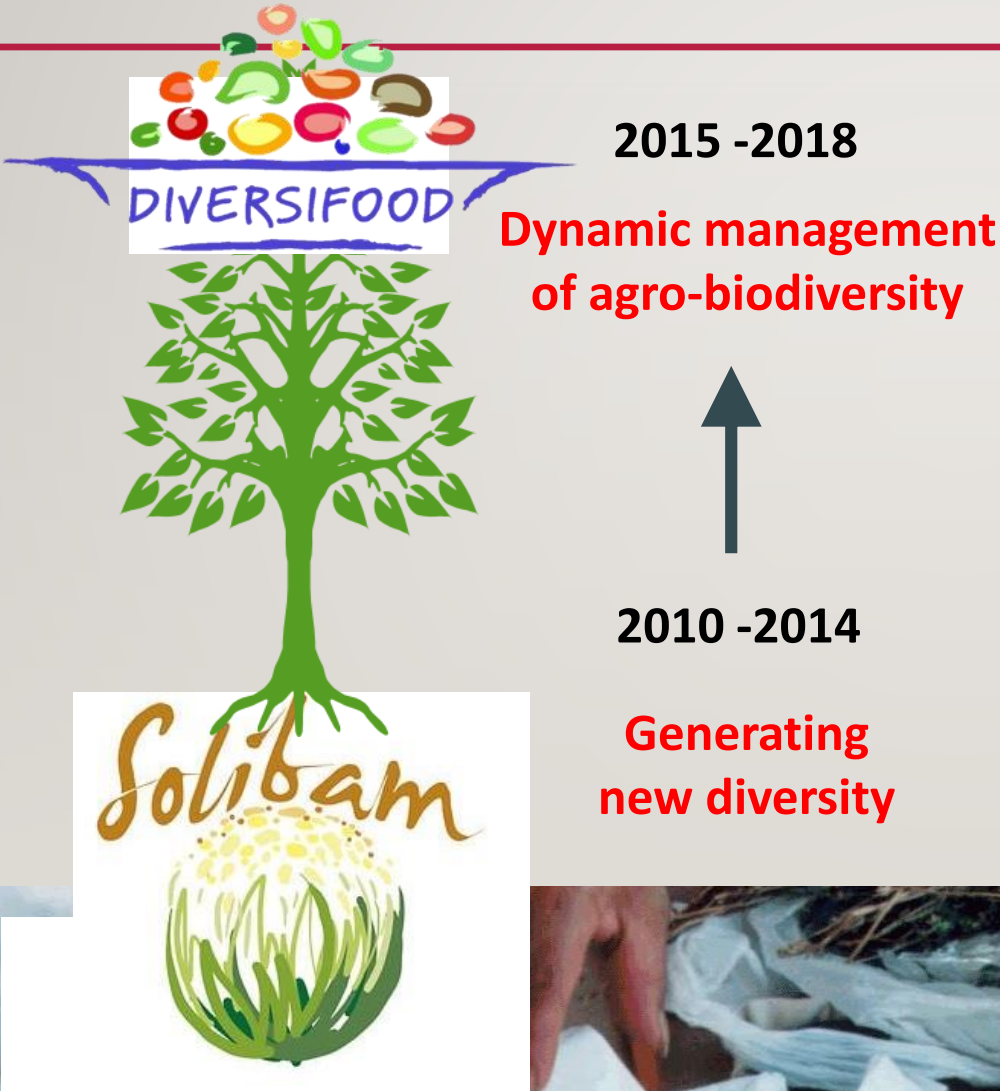 2015 -2018
DIVERSIFOOD
Dynamic management
of agro-biodiversity
2010 -2014
Solibam
Generating
new diversity